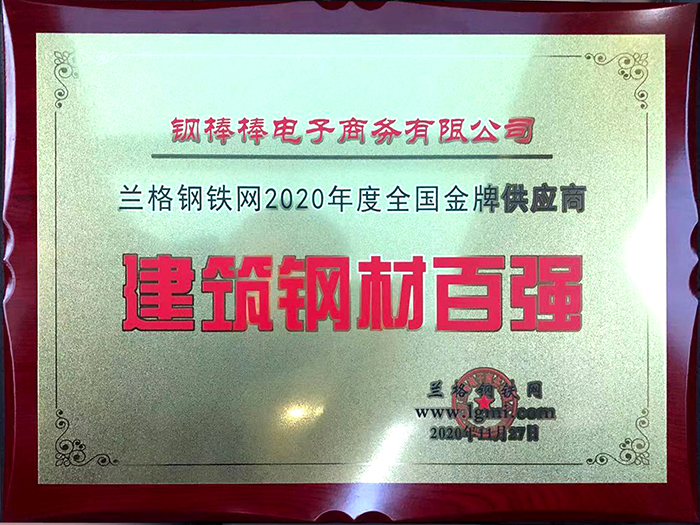 钢棒棒电子商务有限公司
兰格钢铁网2020年度全国金牌供应商
建筑钢材百强
兰格钢铁网
www.lgmi.com
2020年11月27日